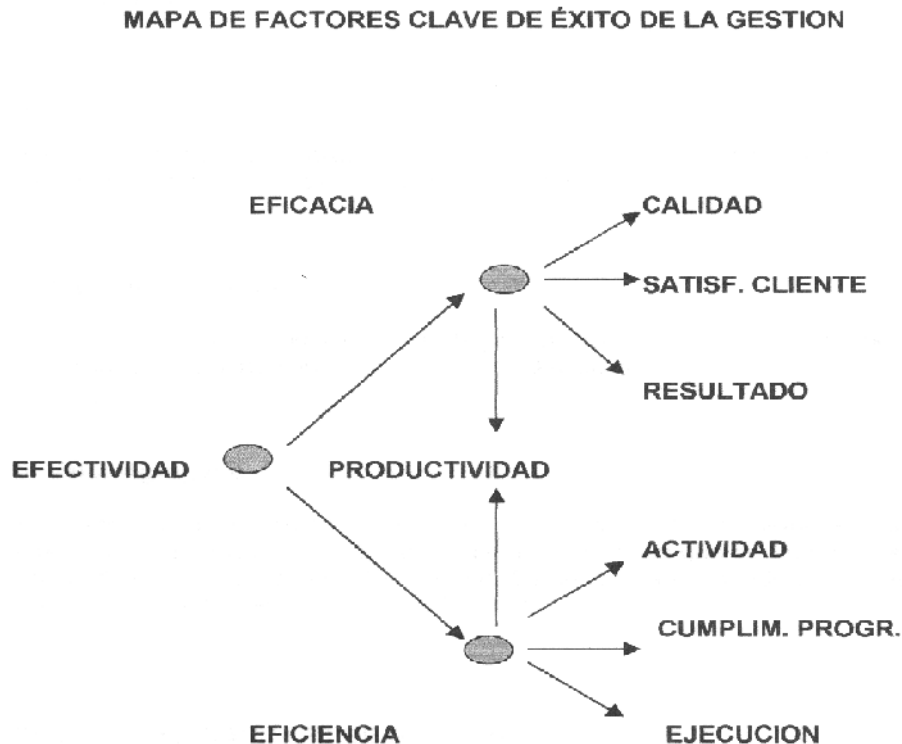 MAPA DE FACTORES CLAVE DE ÉXITO DE LA GESTION
EFICACIA
CALIDAD
SATISF. CLIENTE
RESULTADO
EFECTIVIDAD
PRODUCTIVIDAD
ACTIVIDAD
CUMPLIM. PROGR.
EFICIENCIA
EJECUCION